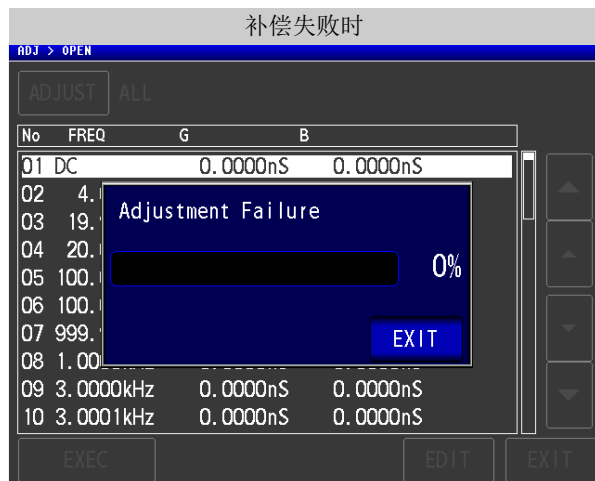 补偿失败时
ADJ > OPEN
ADJUST ALL
No FREQ G B
01 DC 0.0000nS 0.0000nS
02 4.
03 19.
04 20.
05 100.
06 100.
07 999.
08 1.00
Adjustment Failure
0%
EXIT
09 3.0000kHz 0.0000nS 0.0000nS
10 3.0001kHz 0.0000nS 0.0000nS
EXEC EDIT EXIT